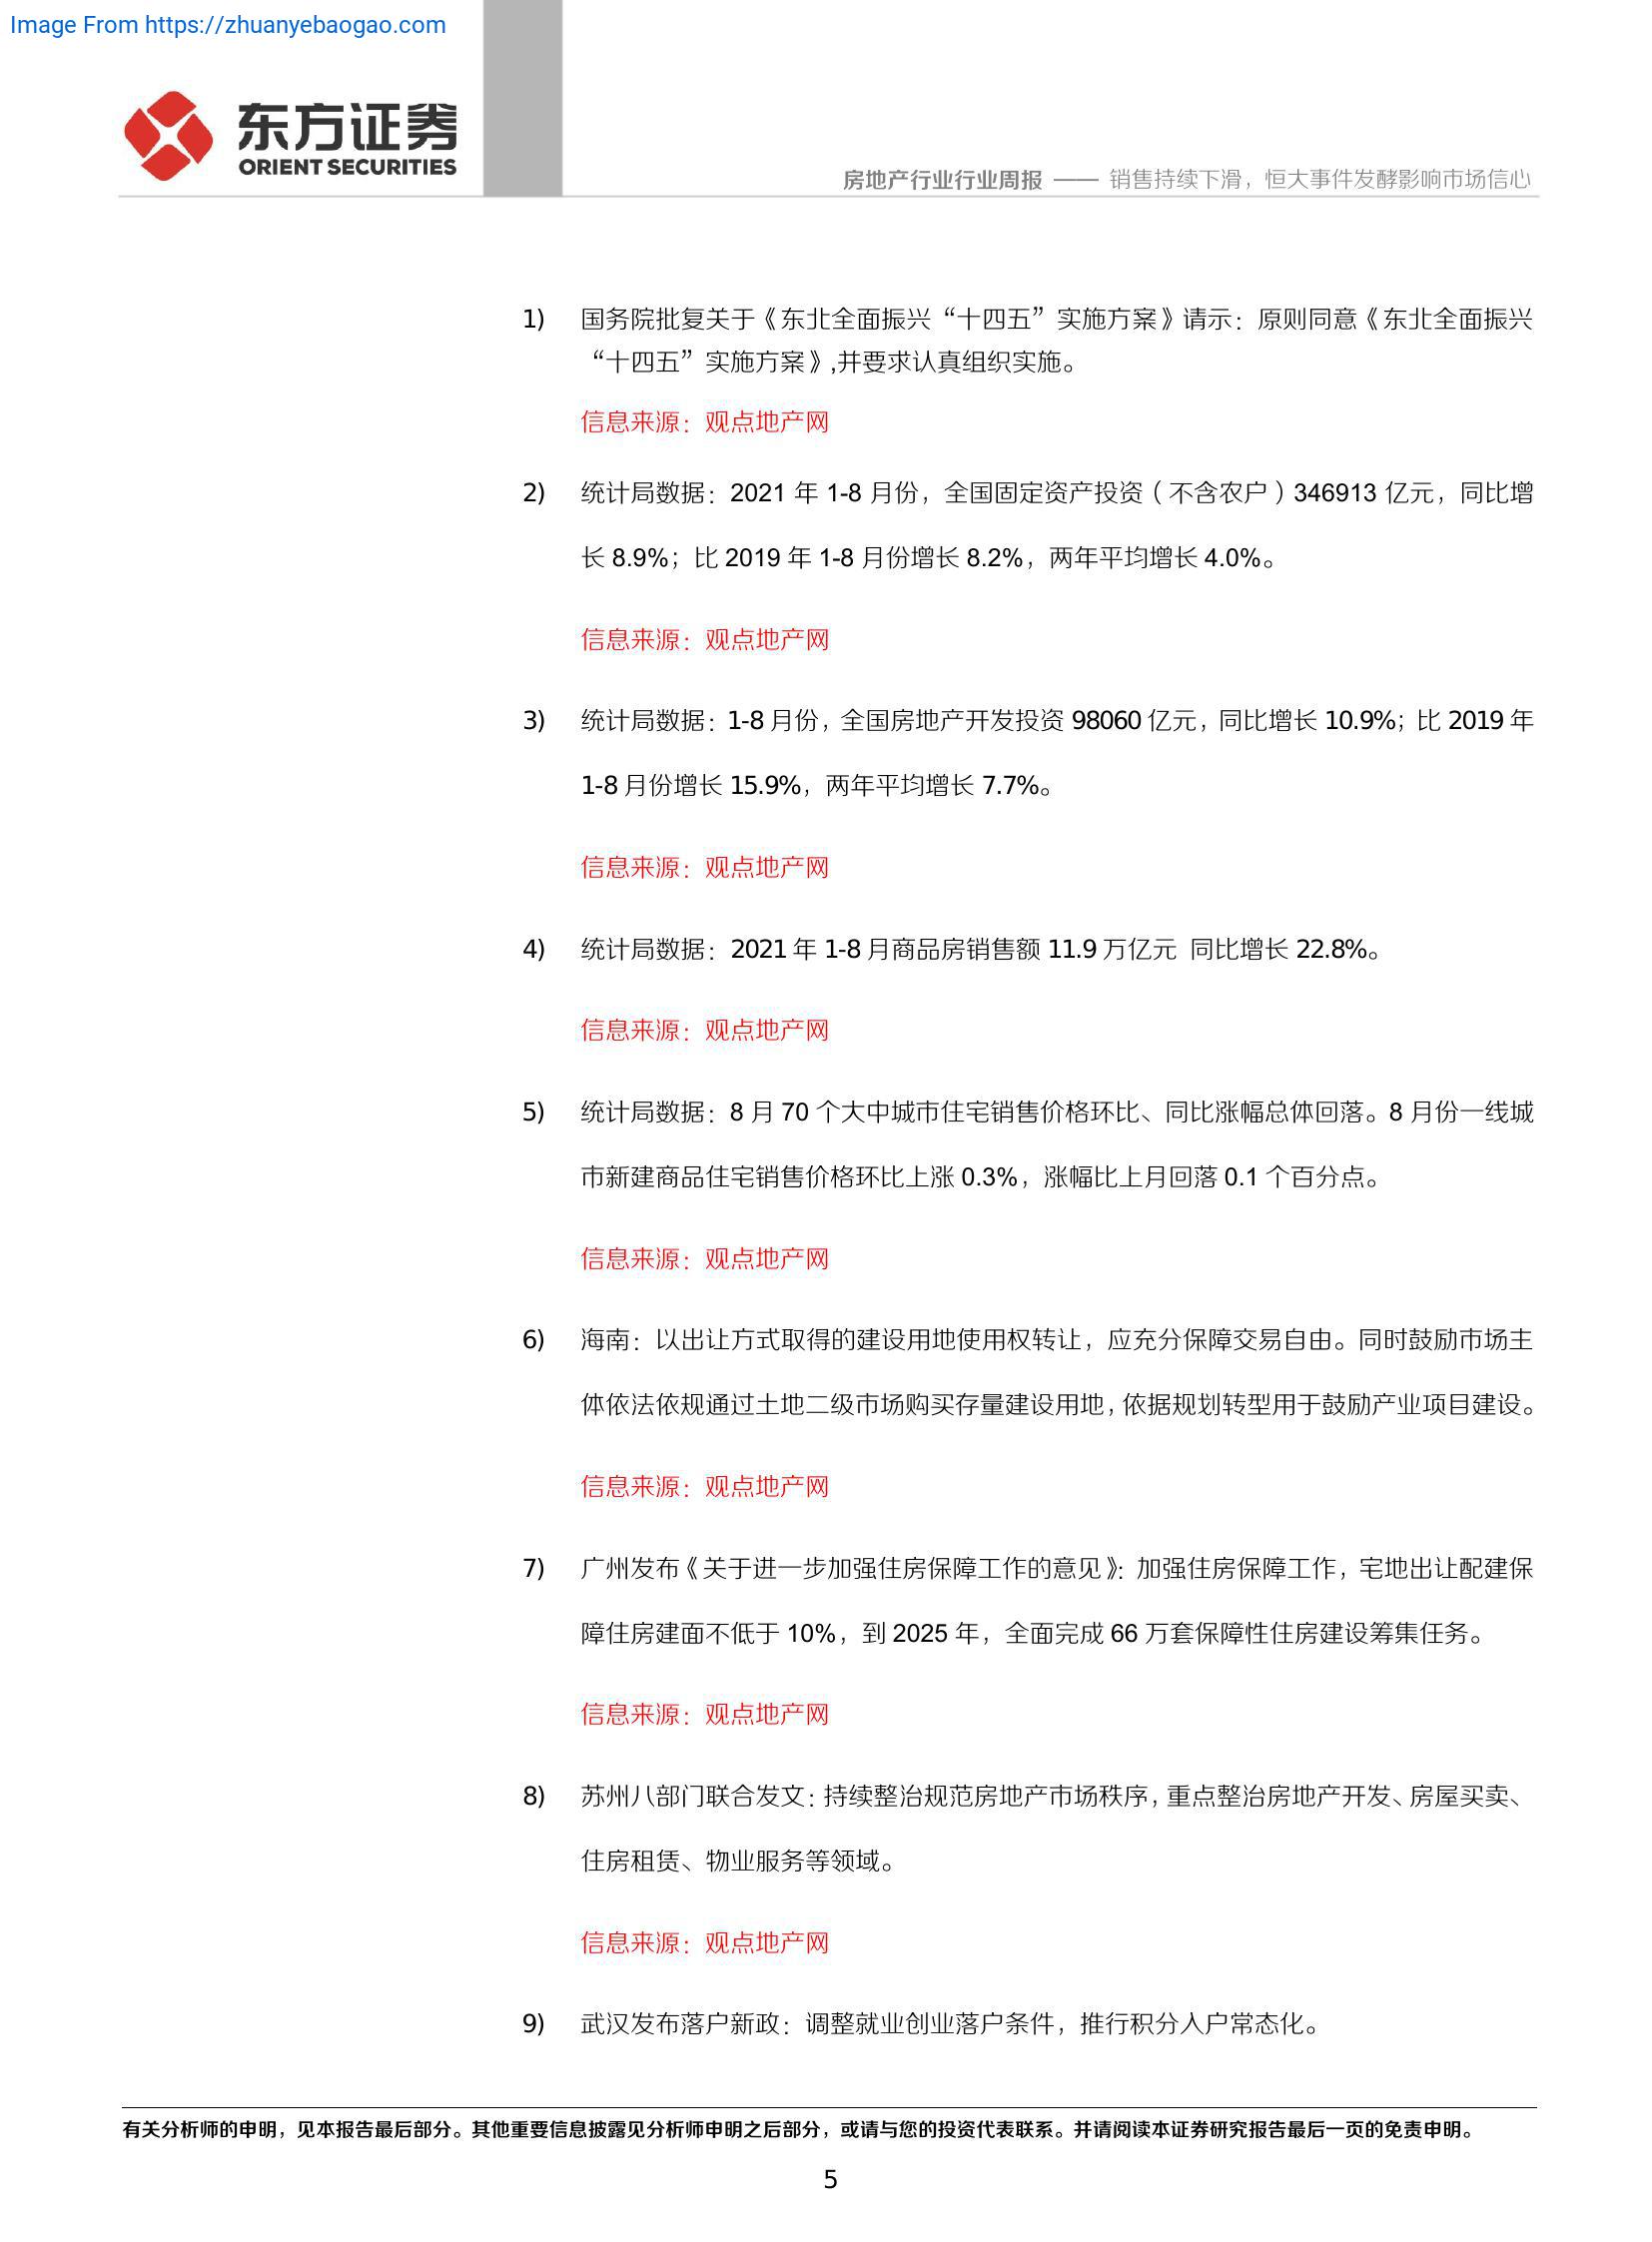 Image From https://zhuanyebaogao.com
东方证券
ORIENT SECURITIES
房地产行业行业周报 —— 销售持续下滑，恒大事件发酵影响市场信心
1) 国务院批复关于《东北全面振兴“十四五”实施方案》请示：原则同意《东北全面振兴
“十四五”实施方案》,并要求认真组织实施。
信息来源：观点地产网
2) 统计局数据：2021 年 1-8 月份，全国固定资产投资（不含农户）346913 亿元，同比增
长 8.9%；比 2019 年 1-8 月份增长 8.2%，两年平均增长 4.0%。
信息来源：观点地产网
3) 统计局数据：1-8 月份，全国房地产开发投资 98060 亿元，同比增长 10.9%；比 2019 年
1-8 月份增长 15.9%，两年平均增长 7.7%。
信息来源：观点地产网
4) 统计局数据：2021 年 1-8 月商品房销售额 11.9 万亿元 同比增长 22.8%。
信息来源：观点地产网
5) 统计局数据：8 月 70 个大中城市住宅销售价格环比、同比涨幅总体回落。8 月份一线城
市新建商品住宅销售价格环比上涨 0.3%，涨幅比上月回落 0.1 个百分点。
信息来源：观点地产网
6) 海南：以出让方式取得的建设用地使用权转让，应充分保障交易自由。同时鼓励市场主
体依法依规通过土地二级市场购买存量建设用地，依据规划转型用于鼓励产业项目建设。
信息来源：观点地产网
7) 广州发布《关于进一步加强住房保障工作的意见》：加强住房保障工作，宅地出让配建保
障住房建面不低于 10%，到 2025 年，全面完成 66 万套保障性住房建设筹集任务。
信息来源：观点地产网
8) 苏州八部门联合发文：持续整治规范房地产市场秩序，重点整治房地产开发、房屋买卖、
住房租赁、物业服务等领域。
信息来源：观点地产网
9) 武汉发布落户新政：调整就业创业落户条件，推行积分入户常态化。
有关分析师的申明，见本报告最后部分。其他重要信息披露见分析师申明之后部分，或请与您的投资代表联系。并请阅读本证券研究报告最后一页的免责申明。
5